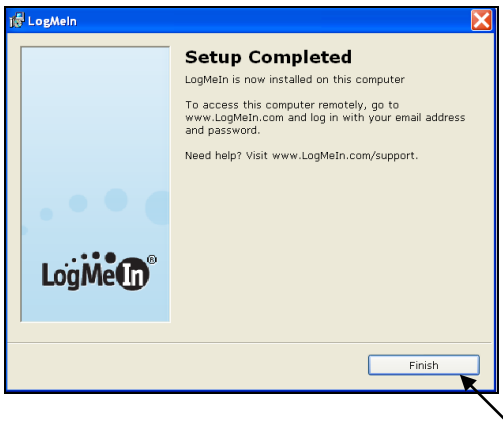 LogMeIn
Setup Completed
LogMeIn is now installed on this computer
To access this computer remotely, go to
www.LogMeIn.com and log in with your email address
and password.
Need help? Visit www.LogMeIn.com/support.
LogMeIn®
Finish